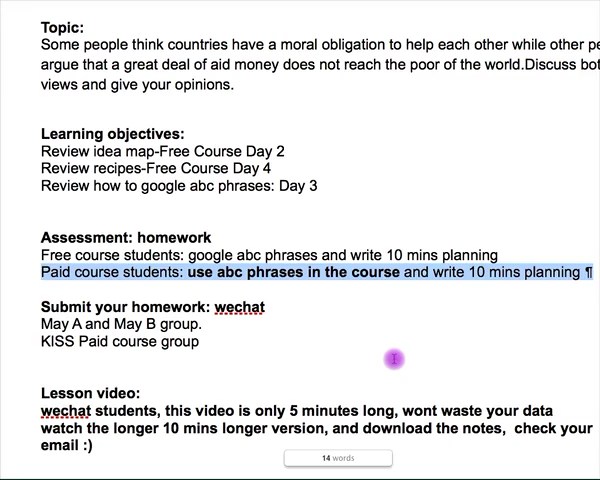 Topic:
Some people think countries have a moral obligation to help each other while other pe
argue that a great deal of aid money does not reach the poor of the world.Discuss bot
views and give your opinions.
Learning objectives:
Review idea map-Free Course Day 2
Review recipes-Free Course Day 4
Review how to google abc phrases: Day 3
Assessment: homework
Free course students: google abc phrases and write 10 mins planning
Paid course students: use abc phrases in the course and write 10 mins planning ¶
Submit your homework: wechat
May A and May B group.
KISS Paid course group
Lesson video:
wechat students, this video is only 5 minutes long, wont waste your data
watch the longer 10 mins longer version, and download the notes,  check your
email :)
14 words